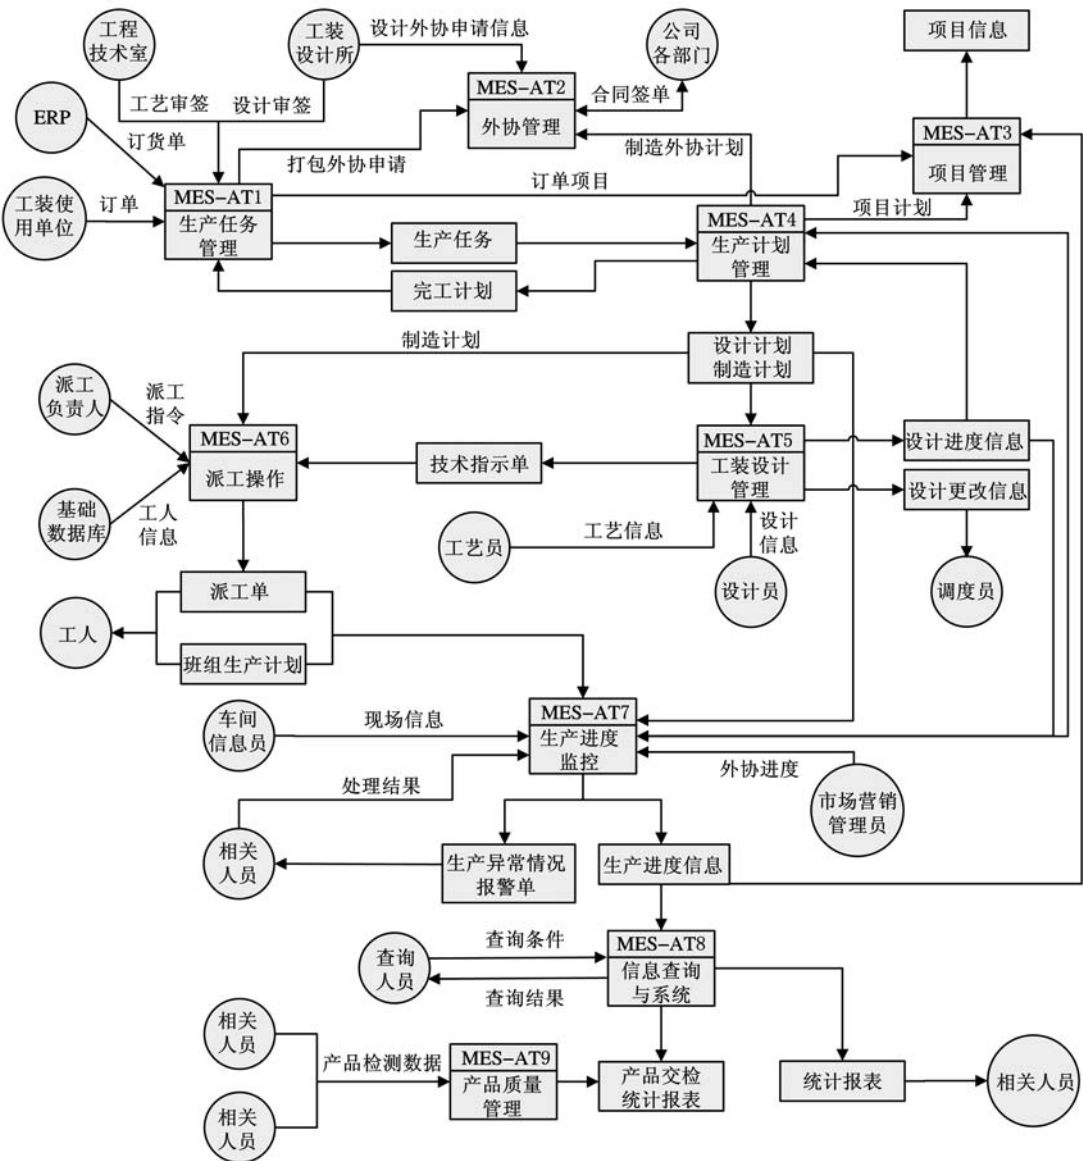 工程
技术室
工装
设计所
设计外协申请信息
公司
各部门
项目信息
MES-AT2
外协管理
合同签单
工艺审签
设计审签
ERP
订货单
打包外协申请
制造外协计划
MES-AT3
项目管理
工装使
用单位
订单
MES-AT1
生产任务
管理
订单项目
项目计划
生产任务
MES-AT4
生产计划
管理
完工计划
制造计划
设计计划
制造计划
派工
负责人
派工
指令
MES-AT6
派工操作
技术指示单
MES-AT5
工装设计
管理
设计进度信息
设计更改信息
基础
数据库
工人
信息
工艺员
工艺信息
设计
信息
设计员
调度员
派工单
工人
班组生产计划
车间
信息员
现场信息
MES-AT7
生产进度
监控
外协进度
市场营销
管理员
处理结果
相关
人员
生产异常情况
报警单
生产进度信息
查询
人员
查询条件
查询结果
MES-AT8
信息查询
与系统
相关
人员
产品检测数据
MES-AT9
产品质量
管理
产品交检
统计报表
统计报表
相关人员
相关
人员